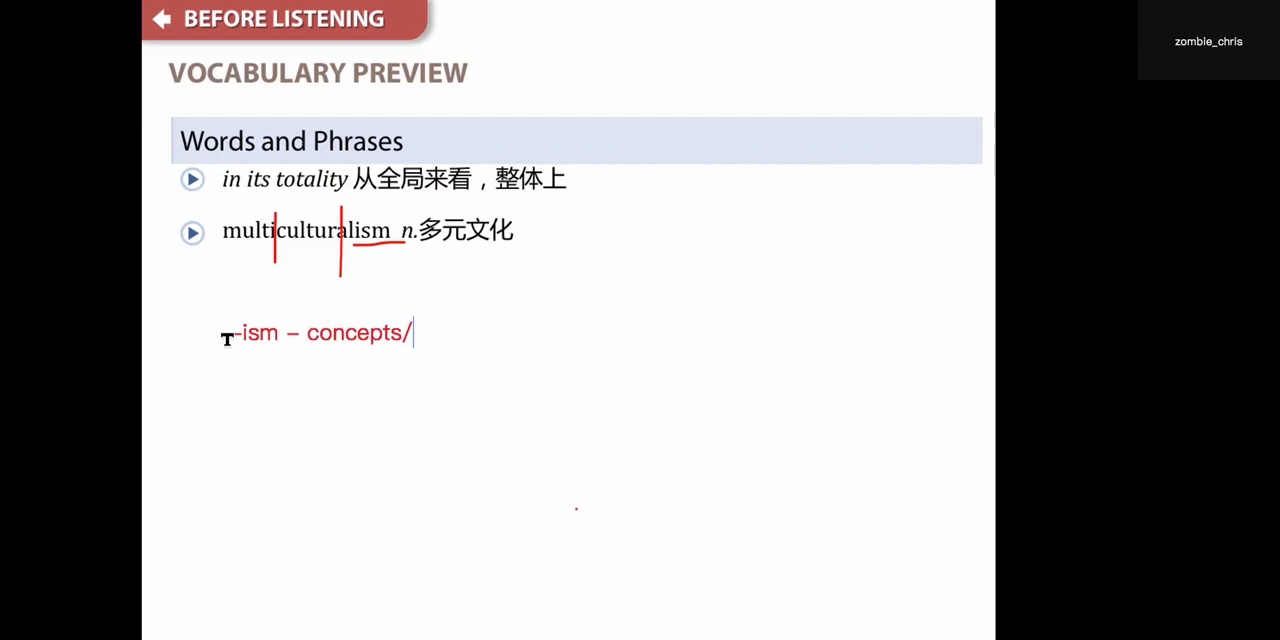 BEFORE LISTENING
zombie_chris
VOCABULARY PREVIEW
Words and Phrases
in its totality 从全局来看，整体上
multiculturalism n.多元文化
-ism – concepts/